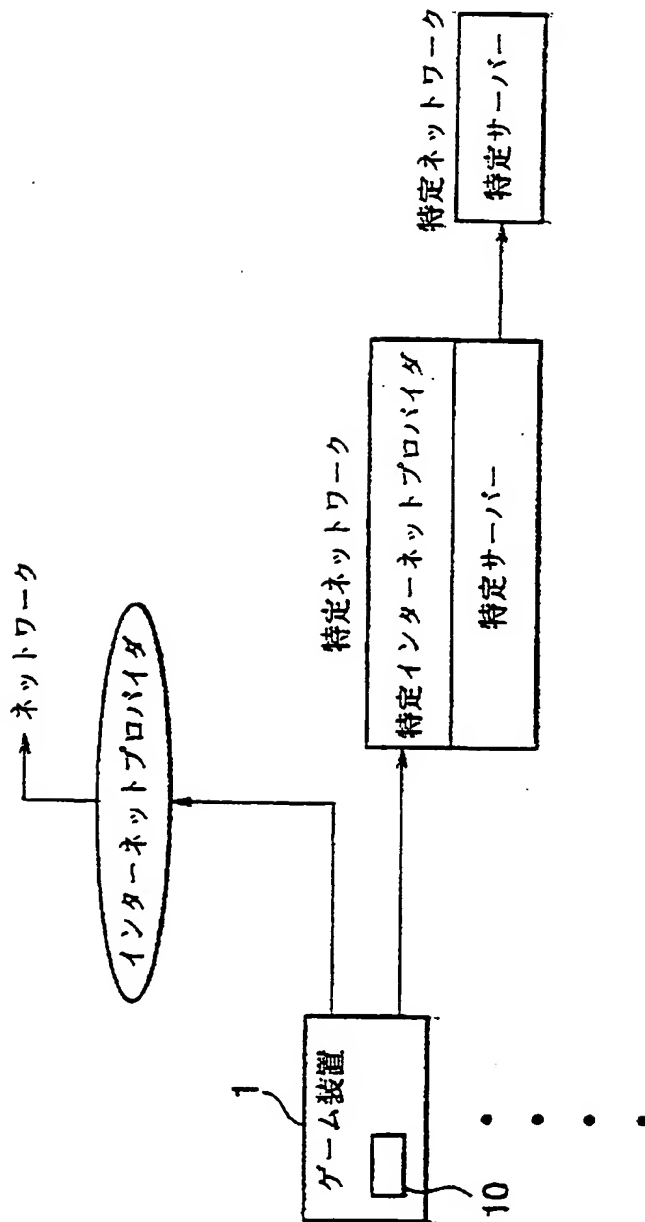 ネットワーク
インターネットプロバイダ
特定ネットワーク
特定インターネットプロバイダ
特定サーバー
特定ネットワーク
特定サーバー
1
ゲーム装置
10